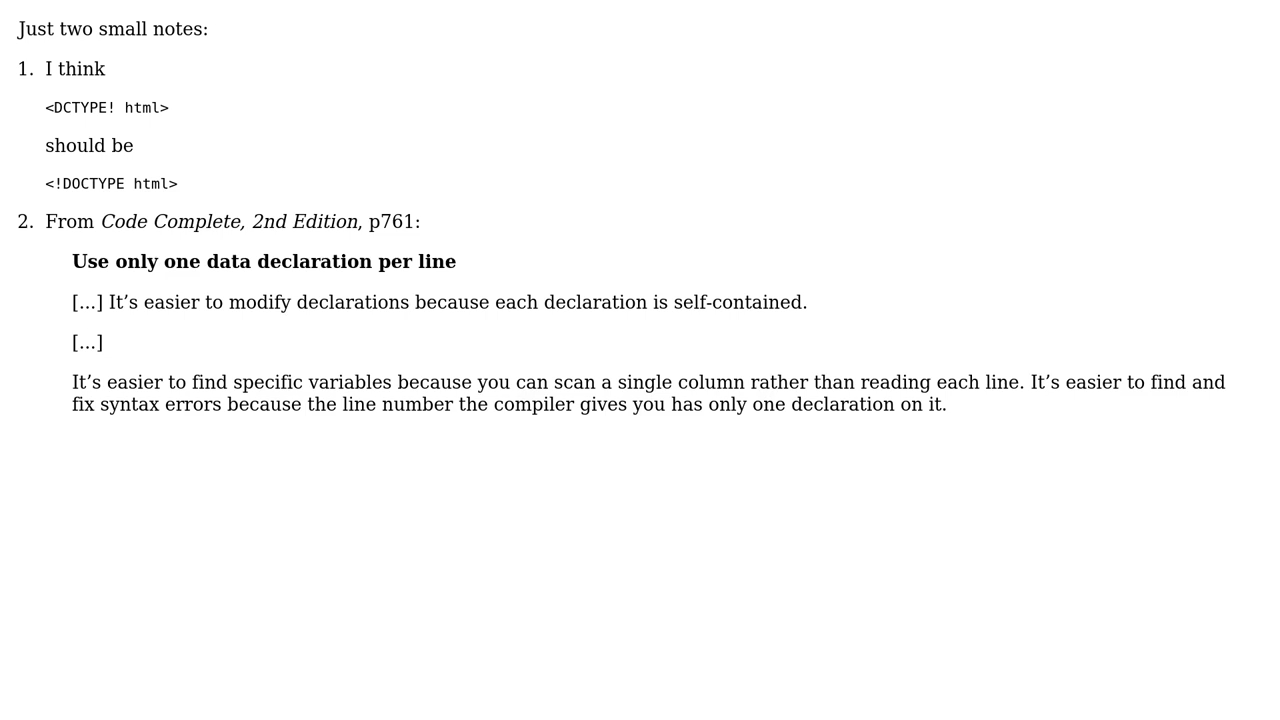 Just two small notes:
1. I think
<DCTYPE! html>
should be
<!DOCTYPE html>
2. From Code Complete, 2nd Edition, p761:
Use only one data declaration per line
[…] It’s easier to modify declarations because each declaration is self-contained.
[…]
It’s easier to find specific variables because you can scan a single column rather than reading each line. It’s easier to find and
fix syntax errors because the line number the compiler gives you has only one declaration on it.